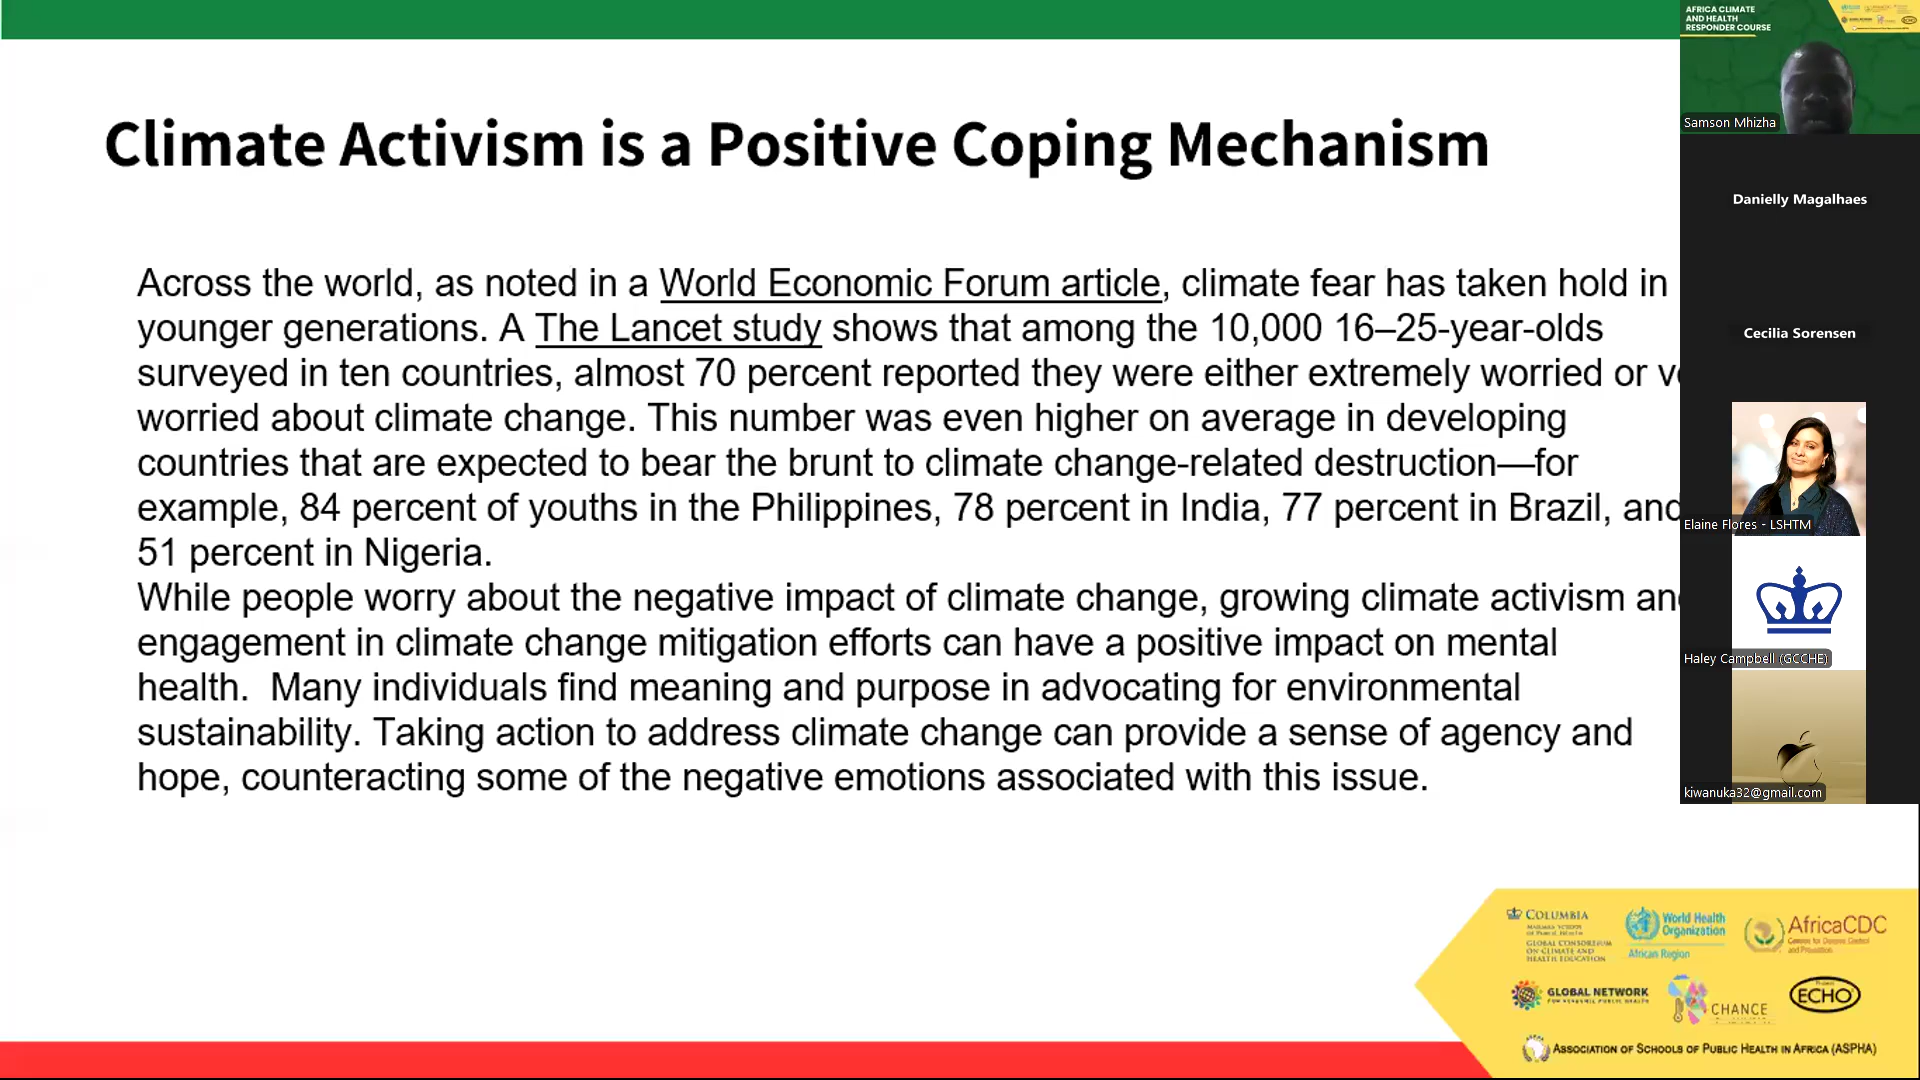 Climate Activism is a Positive Coping Mechanism
Across the world, as noted in a World Economic Forum article, climate fear has taken hold in
younger generations. A The Lancet study shows that among the 10,000 16–25-year-olds
surveyed in ten countries, almost 70 percent reported they were either extremely worried or
worried about climate change. This number was even higher on average in developing
countries that are expected to bear the brunt to climate change-related destruction—for
example, 84 percent of youths in the Philippines, 78 percent in India, 77 percent in Brazil, and
51 percent in Nigeria.
While people worry about the negative impact of climate change, growing climate activism an
engagement in climate change mitigation efforts can have a positive impact on mental
health.  Many individuals find meaning and purpose in advocating for environmental
sustainability. Taking action to address climate change can provide a sense of agency and
hope, counteracting some of the negative emotions associated with this issue.
AFRICA CLIMATE
AND HEALTH
RESPONDER COURSE
Samson Mhizha
Danielly Magalhaes
Cecilia Sorensen
Elaine Flores - LSHTM
Haley Campbell (GCCHE)
kiwanuka32@gmail.com
COLUMBIA
GLOBAL CONSORTIUM
ON CLIMATE AND
HEALTH EDUCATION
World Health
Organization
African Region
AfricaCDC
Centres for Disease Control
and Prevention
GLOBAL NETWORK
FOR ACADEMIC PUBLIC HEALTH
CHANCE
ECHO
ASSOCIATION OF SCHOOLS OF PUBLIC HEALTH IN AFRICA (ASPHA)